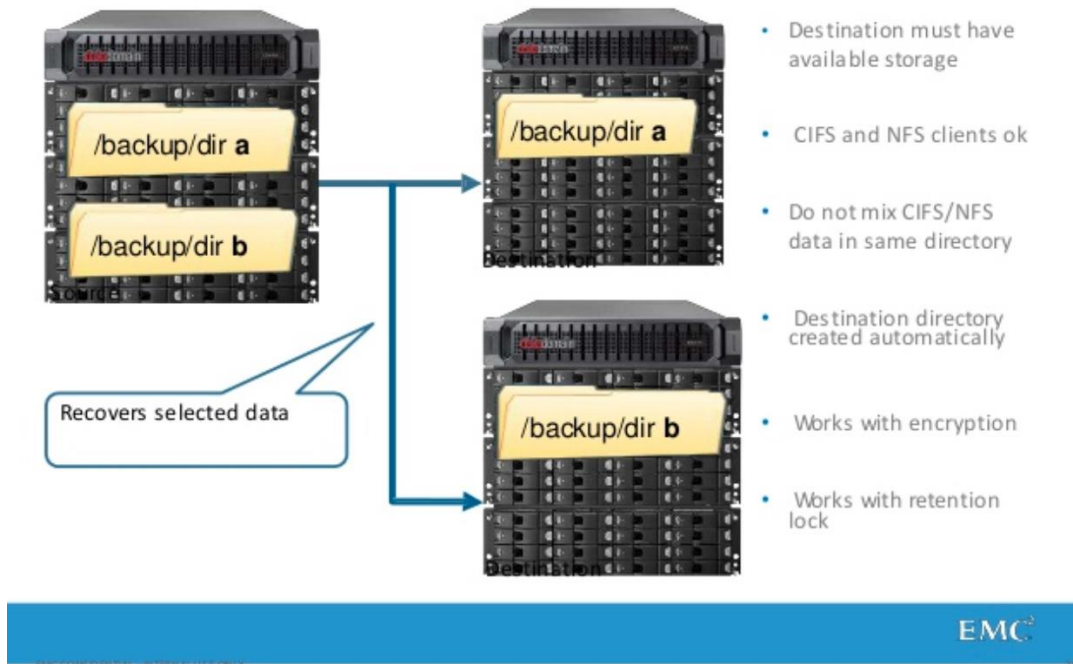 /backup/dir a
/backup/dir b
Source
Recovers selected data
/backup/dir a
Destination
/backup/dir b
Destination
• Destination must have
available storage
• CIFS and NFS clients ok
• Do not mix CIFS/NFS
data in same directory
• Destination directory
created automatically
• Works with encryption
• Works with retention
lock
EMC²